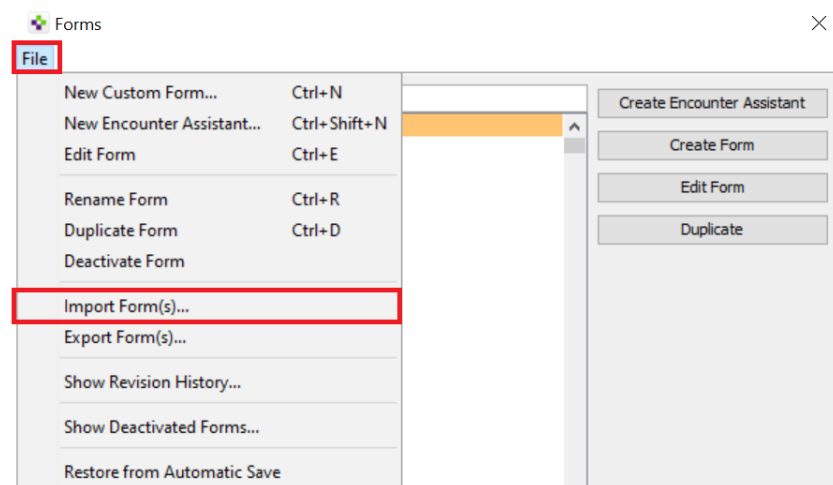 Forms
File
New Custom Form... Ctrl+N
New Encounter Assistant... Ctrl+Shift+N
Edit Form Ctrl+E
Rename Form Ctrl+R
Duplicate Form Ctrl+D
Deactivate Form
Import Form(s)...
Export Form(s)...
Show Revision History...
Show Deactivated Forms...
Restore from Automatic Save
Create Encounter Assistant
Create Form
Edit Form
Duplicate